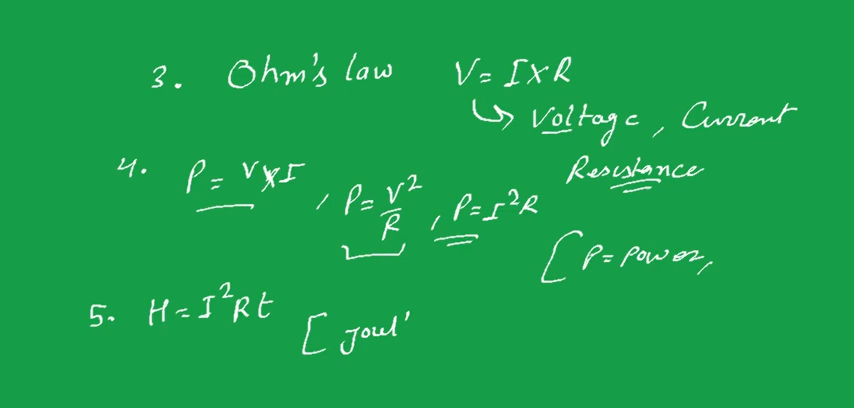 3. Ohm's law V = I X R
↳ Voltage, Current
Resistance
4. P = V X I, P = V²/R, P = I²R
[ P = Power,
5. H = I²Rt [ Joul'